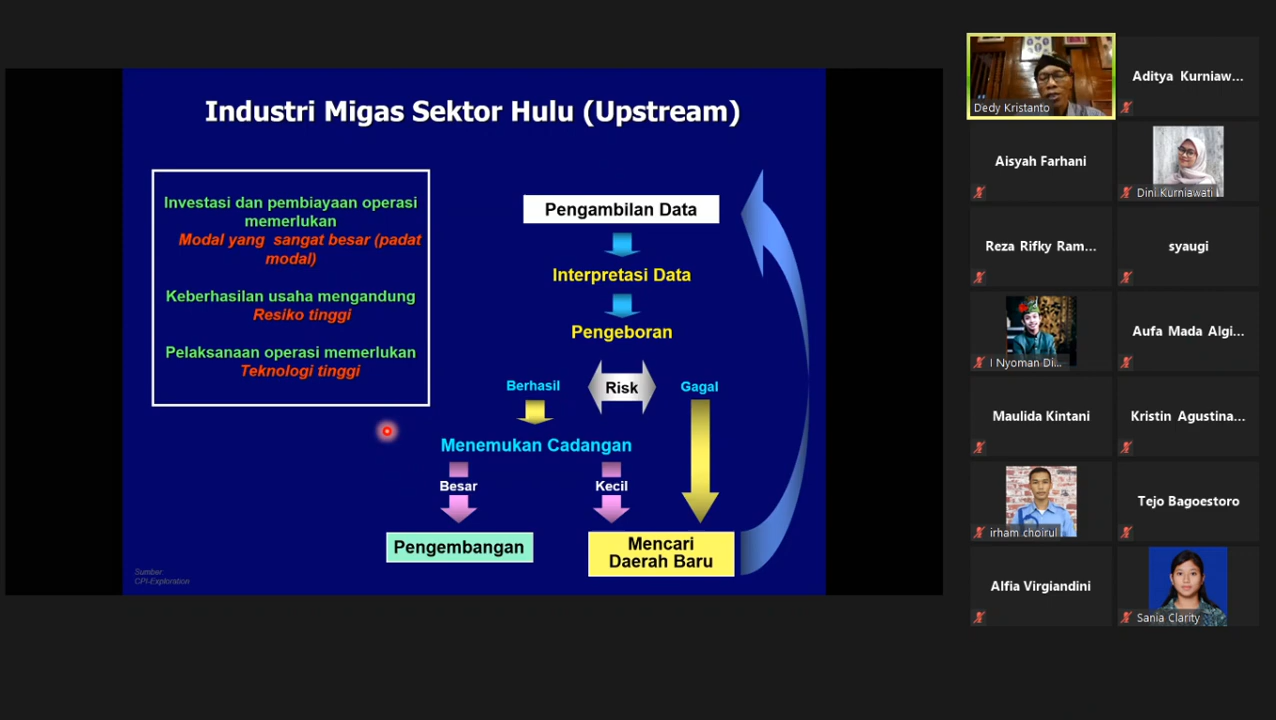 Industri Migas Sektor Hulu (Upstream)
Investasi dan pembiayaan operasi
memerlukan
Modal yang sangat besar (padat
modal)
Keberhasilan usaha mengandung
Resiko tinggi
Pelaksanaan operasi memerlukan
Teknologi tinggi
Pengambilan Data
Interpretasi Data
Pengeboran
Berhasil
Risk
Gagal
Menemukan Cadangan
Besar
Kecil
Pengembangan
Mencari
Daerah Baru
Sumber
CPI-Exploration
Dedy Kristanto
Aditya Kurniaw...
Aisyah Farhani
Dini Kurniawati
Reza Rifky Ram...
syaugi
I Nyoman Di...
Aufa Mada Algi...
Maulida Kintani
Kristin Agustina...
irham choirul
Tejo Bagoestoro
Alfia Virgiandini
Sania Clarity